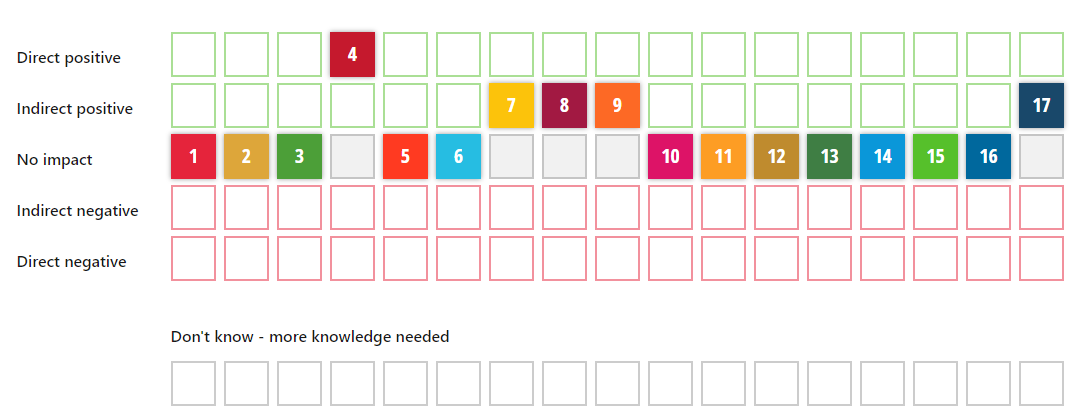 Direct positive 4
Indirect positive 7 8 9 17
No impact 1 2 3 5 6 10 11 12 13 14 15 16
Indirect negative
Direct negative
Don't know - more knowledge needed